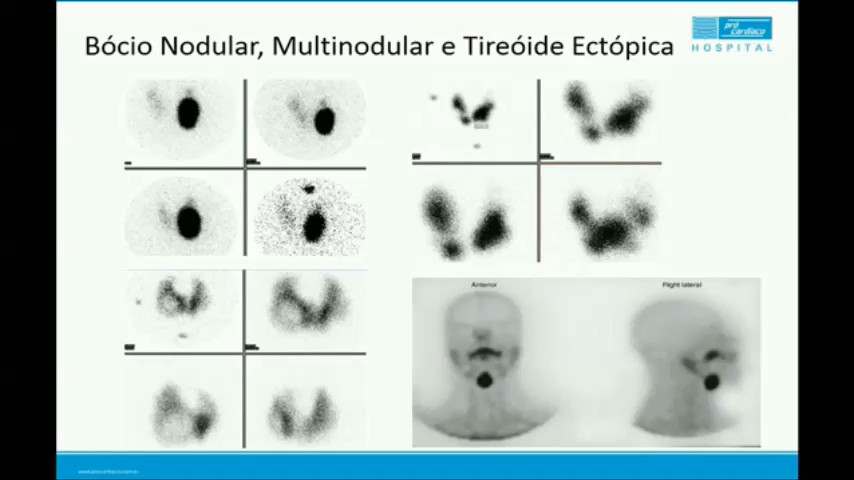 Bócio Nodular, Multinodular e Tireóide Ectópica
pró
cardíaco
HOSPITAL
Anterior
Right lateral